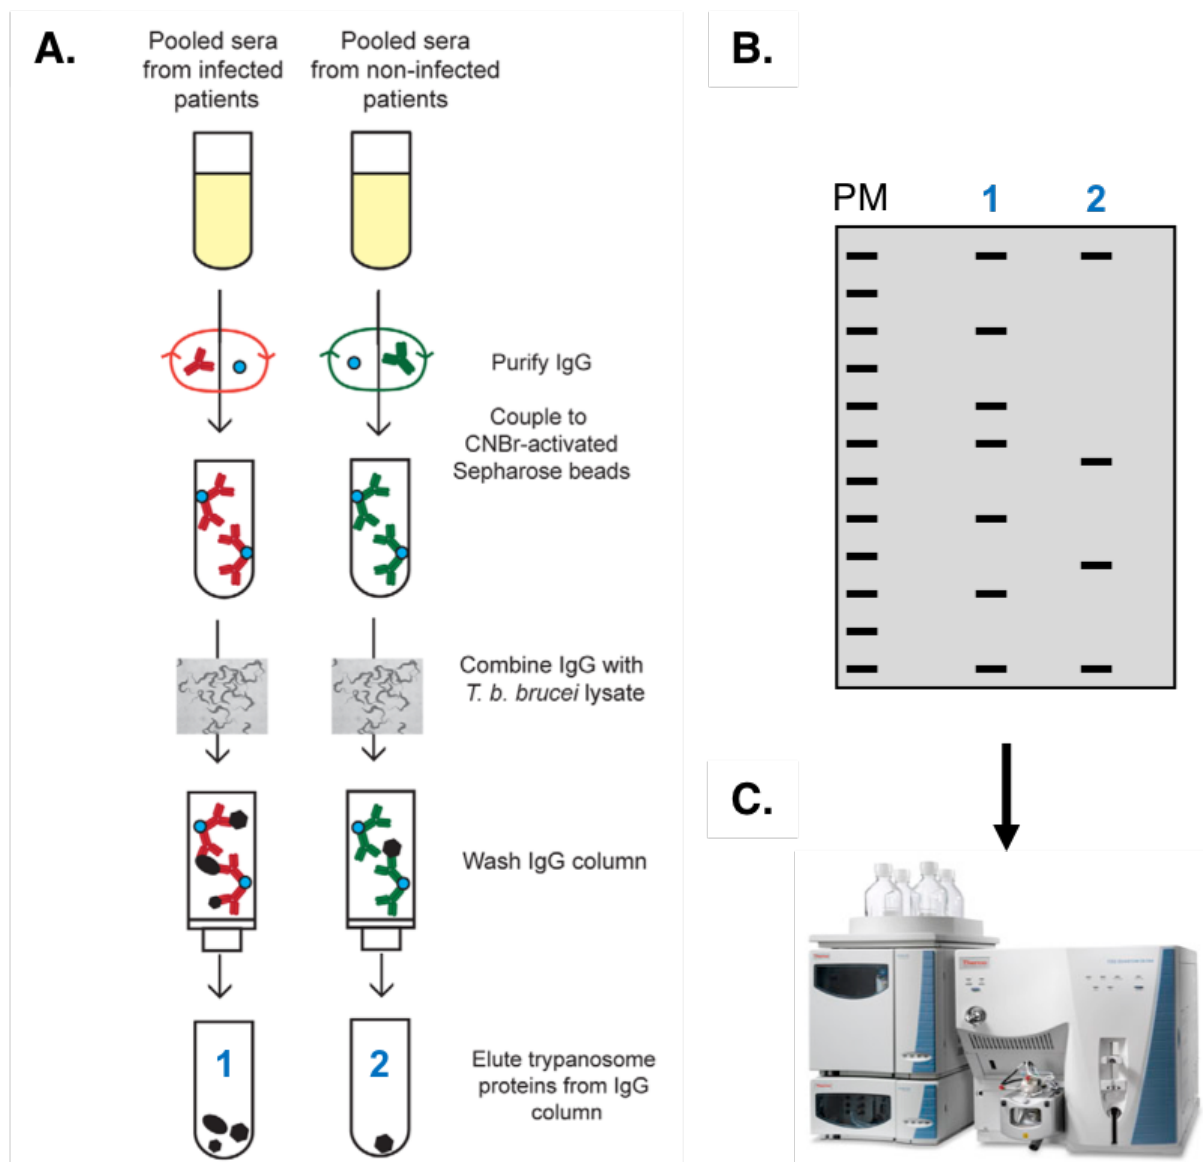 A.
Pooled sera
from infected
patients
Pooled sera
from non-infected
patients
Purify IgG
Couple to
CNBr-activated
Sepharose beads
Combine IgG with
T. b. brucei lysate
Wash IgG column
1
2
Elute trypanosome
proteins from IgG
column
B.
PM 1 2
C.
Thermo
Thermo